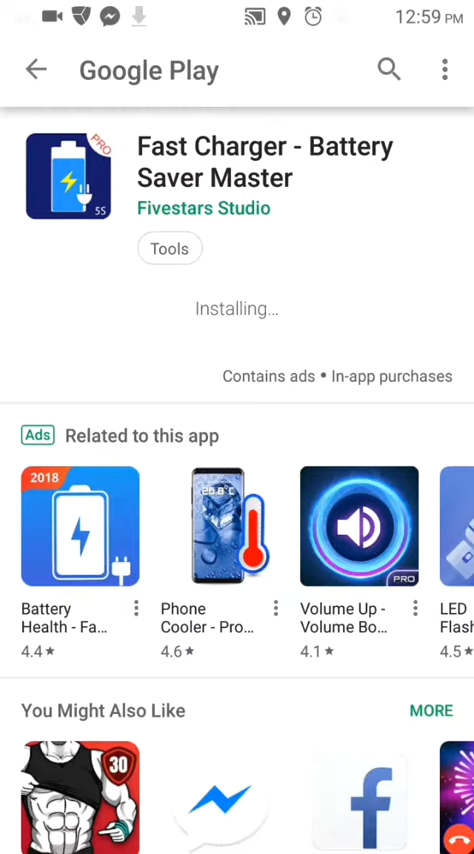 12:59 PM
Google Play
PRO
5S
Fast Charger - Battery
Saver Master
Fivestars Studio
Tools
Installing...
Contains ads • In-app purchases
Ads Related to this app
2018
PRO
Battery
Health - Fa...
4.4★
Phone
Cooler - Pro...
4.6★
Volume Up -
Volume Bo...
4.1★
LED
Flash
4.5★
You Might Also Like
MORE
30
f